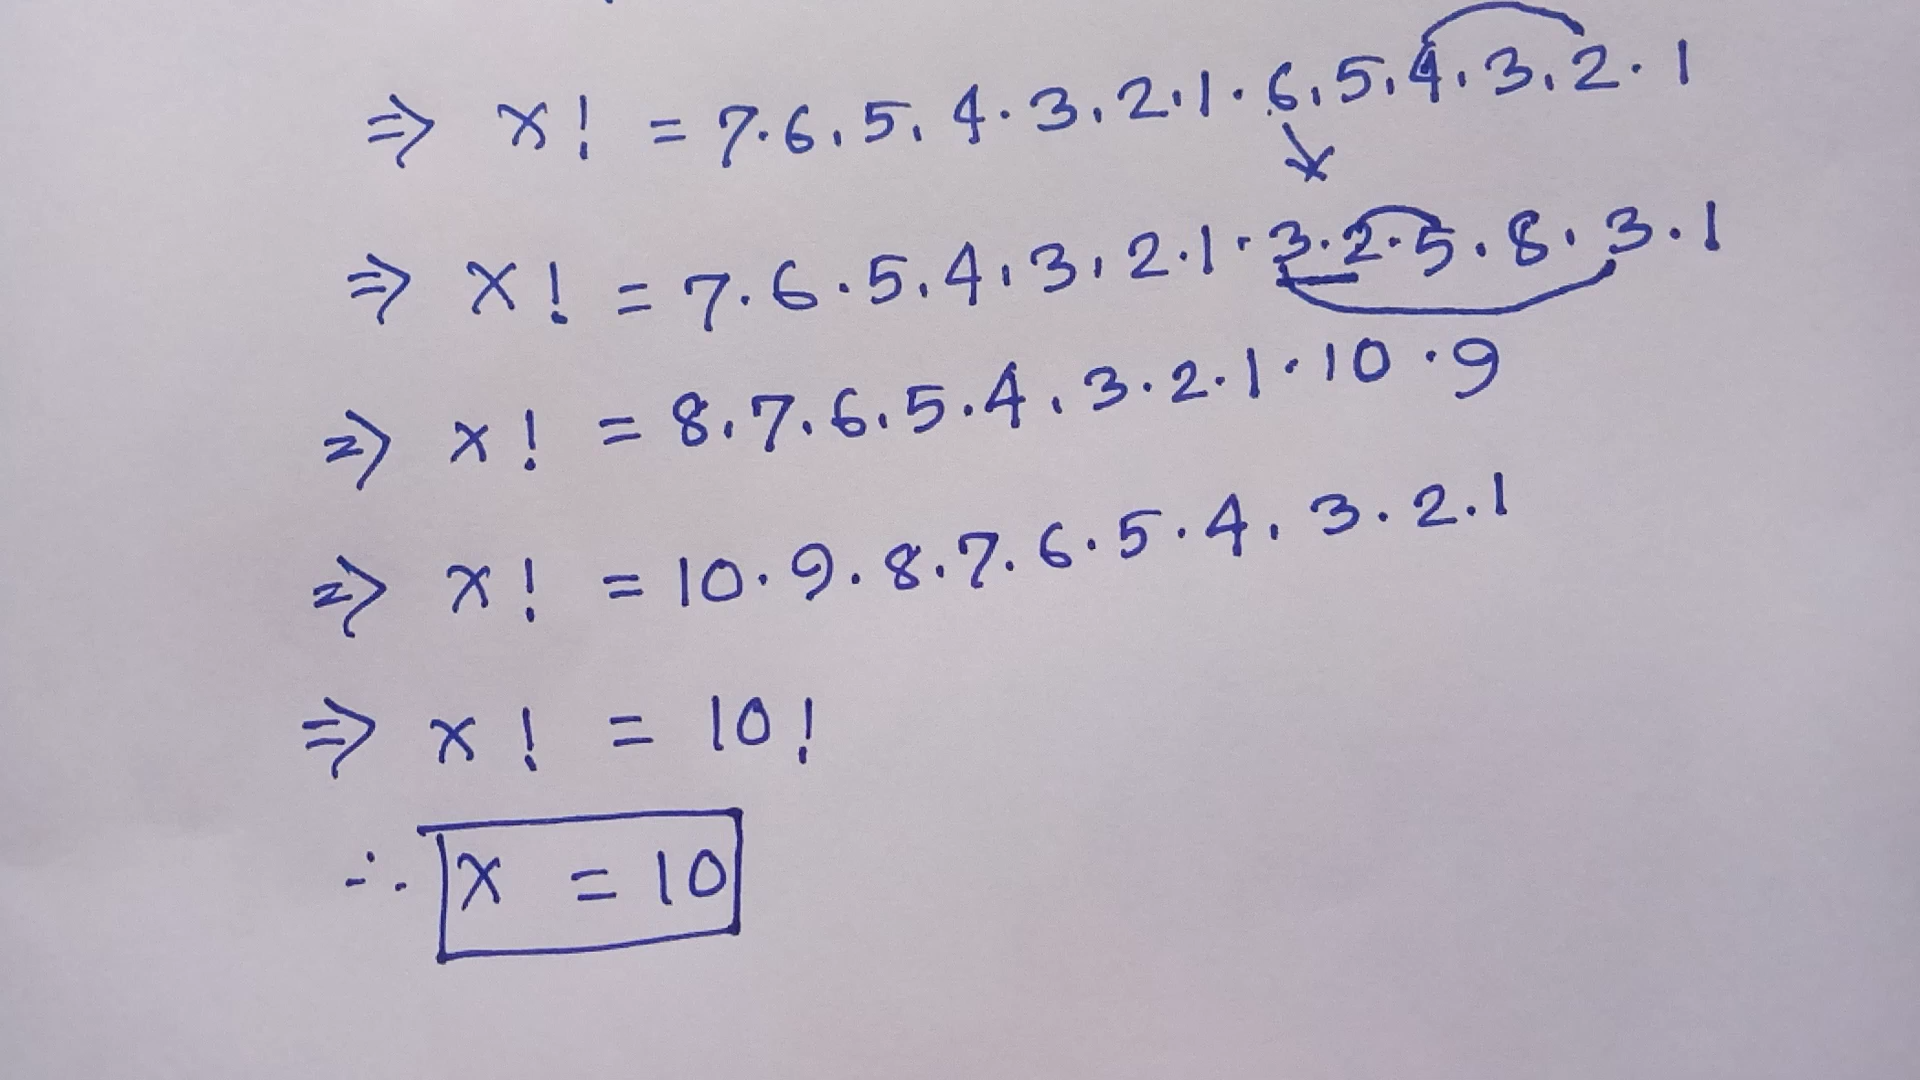 ⇒ x! = 7.6.5.4.3.2.1.6.5.4.3.2.1
⇒ x! = 7.6.5.4.3.2.1.3.2.5.8.3.1
⇒ x! = 8.7.6.5.4.3.2.1.10.9
⇒ x! = 10.9.8.7.6.5.4.3.2.1
⇒ x! = 10!
∴ x = 10